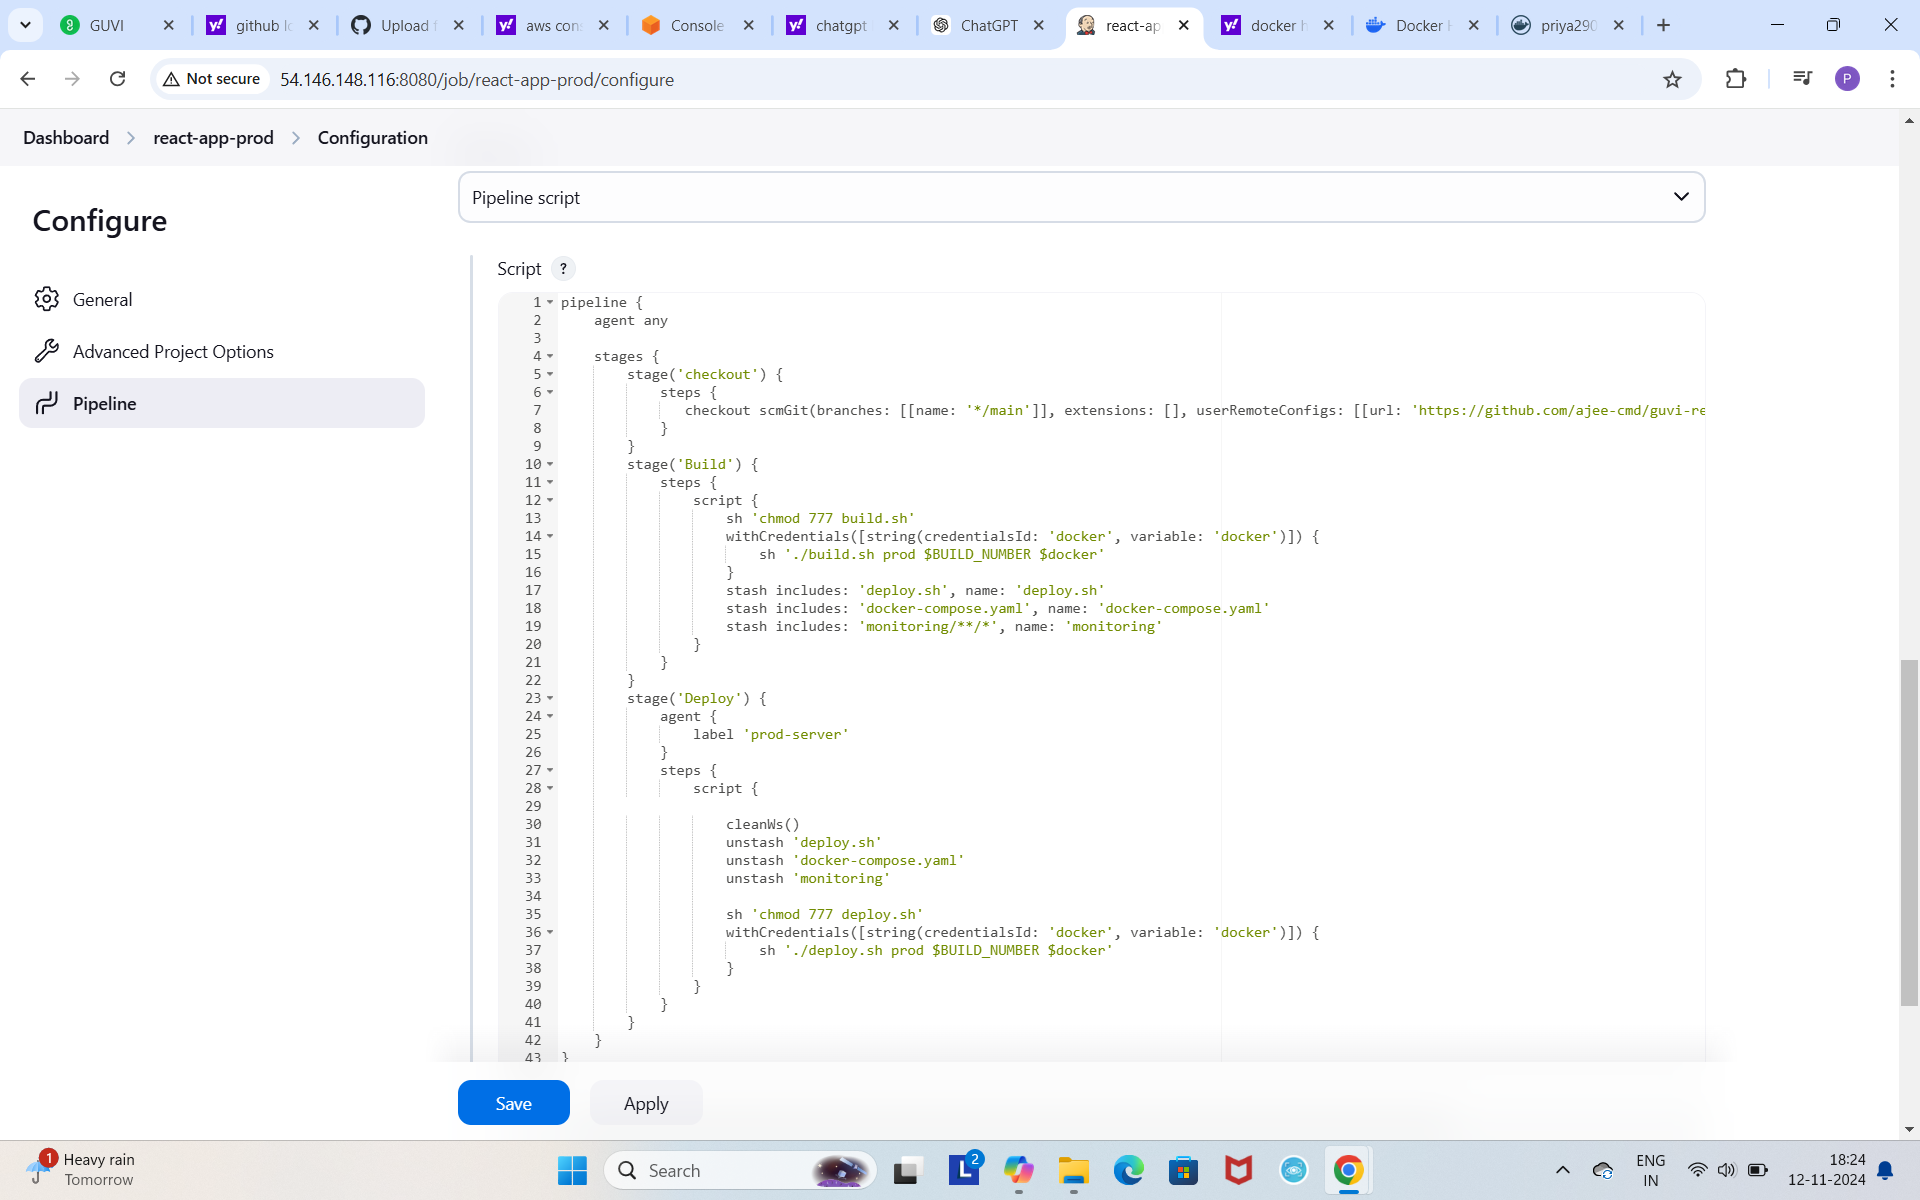 GUVI
github lo
Upload f
aws cons
Console
chatgpt
ChatGPT
react-ap
docker h
Docker H
priya290
Not secure
54.146.148.116:8080/job/react-app-prod/configure
P
Dashboard
react-app-prod
Configuration
Configure
General
Advanced Project Options
Pipeline
Pipeline script
Script ?
1 pipeline {
2 agent any
3
4 stages {
5 stage('checkout') {
6 steps {
7 checkout scmGit(branches: [[name: '*/main']], extensions: [], userRemoteConfigs: [[url: 'https://github.com/ajee-cmd/guvi-re
8 }
9 }
10 stage('Build') {
11 steps {
12 script {
13 sh 'chmod 777 build.sh'
14 withCredentials([string(credentialsId: 'docker', variable: 'docker')]) {
15 sh './build.sh prod $BUILD_NUMBER $docker'
16 }
17 stash includes: 'deploy.sh', name: 'deploy.sh'
18 stash includes: 'docker-compose.yaml', name: 'docker-compose.yaml'
19 stash includes: 'monitoring/**/*', name: 'monitoring'
20 }
21 }
22 }
23 stage('Deploy') {
24 agent {
25 label 'prod-server'
26 }
27 steps {
28 script {
29
30 cleanWs()
31 unstash 'deploy.sh'
32 unstash 'docker-compose.yaml'
33 unstash 'monitoring'
34
35 sh 'chmod 777 deploy.sh'
36 withCredentials([string(credentialsId: 'docker', variable: 'docker')]) {
37 sh './deploy.sh prod $BUILD_NUMBER $docker'
38 }
39 }
40 }
41 }
42 }
43 }
Save
Apply
1
Heavy rain
Tomorrow
Search
2
ENG
IN
18:24
12-11-2024